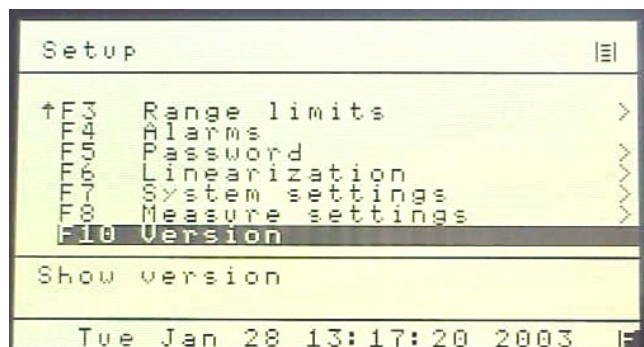 Setup
↑F3 Range limits >
F4 Alarms
F5 Password >
F6 Linearization >
F7 System settings >
F8 Measure settings >
F10 Version
Show version
Tue Jan 28 13:17:20 2003